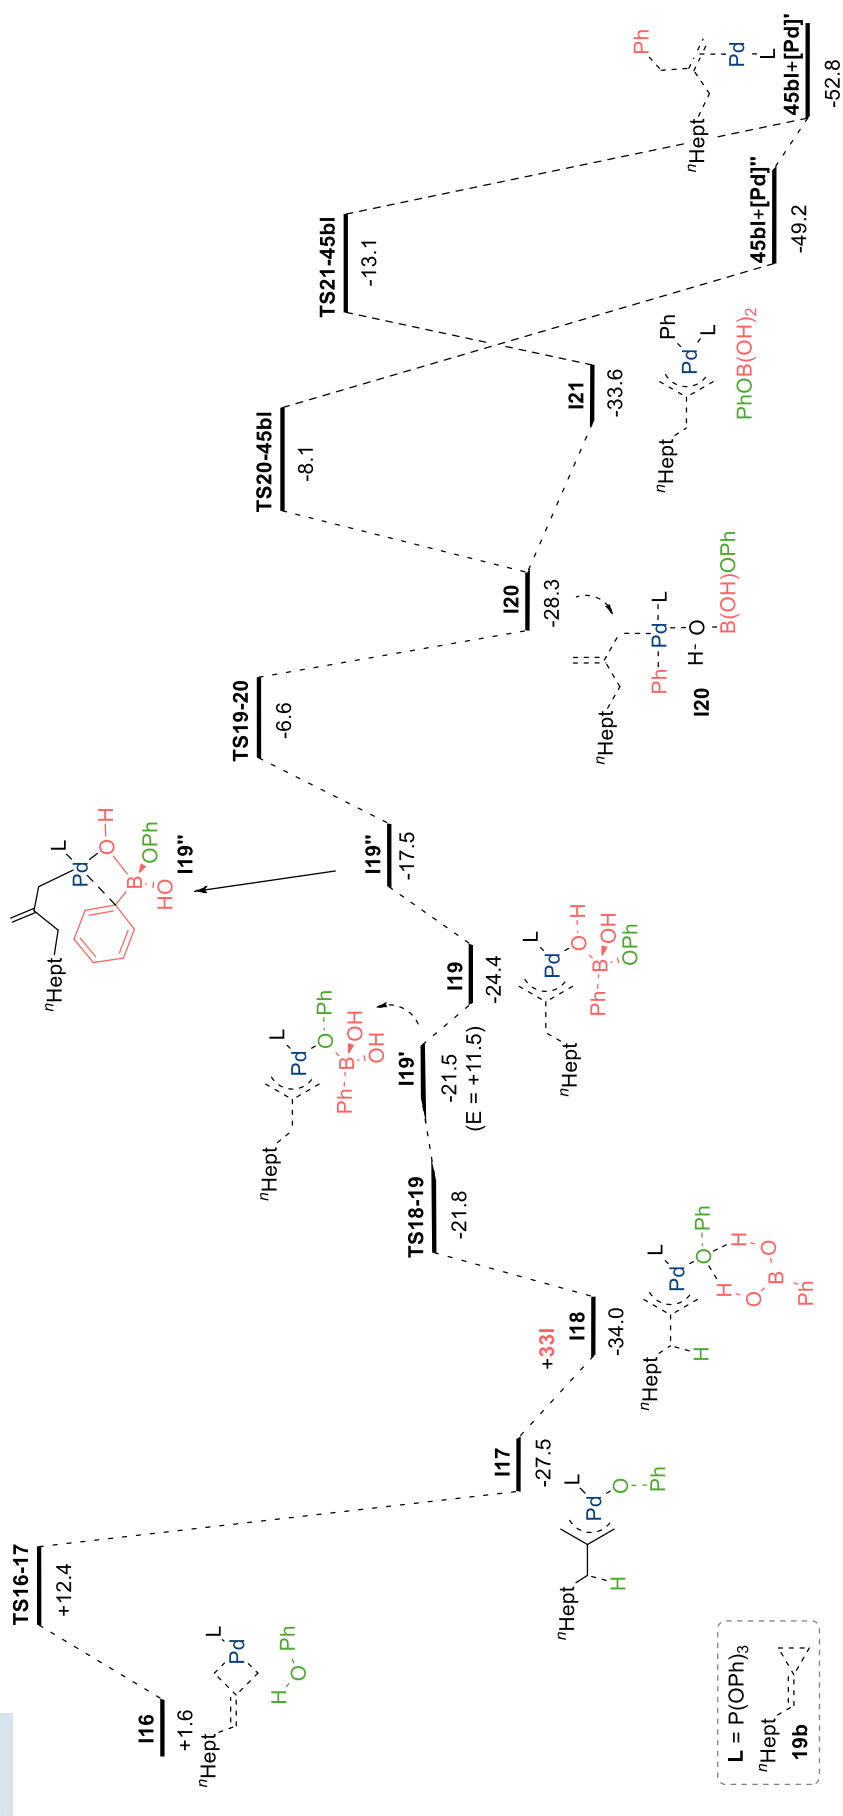 I16
+1.6
ⁿHept
L
Pd
H
O
Ph
TS16-17
+12.4
I17
-27.5
ⁿHept
H
L
Pd
O
Ph
+33l
I18
-34.0
ⁿHept
H
L
Pd
O
Ph
H
H
O
O
B
Ph
TS18-19
-21.8
I19'
-21.5
(E = +11.5)
ⁿHept
L
Pd
O
Ph
Ph
B
OH
OH
I19
-24.4
ⁿHept
L
Pd
O
H
Ph
B
OH
OPh
I19''
-17.5
ⁿHept
L
Pd
O
H
B
OPh
HO
I19''
TS19-20
-6.6
I20
-28.3
ⁿHept
Ph
Pd
L
H
O
B(OH)OPh
I20
TS20-45bl
-8.1
I21
-33.6
ⁿHept
Ph
Pd
L
PhOB(OH)₂
TS21-45bl
-13.1
45bl+[Pd]''
-49.2
45bl+[Pd]'
-52.8
Ph
ⁿHept
Pd
L
L = P(OPh)₃
ⁿHept
19b